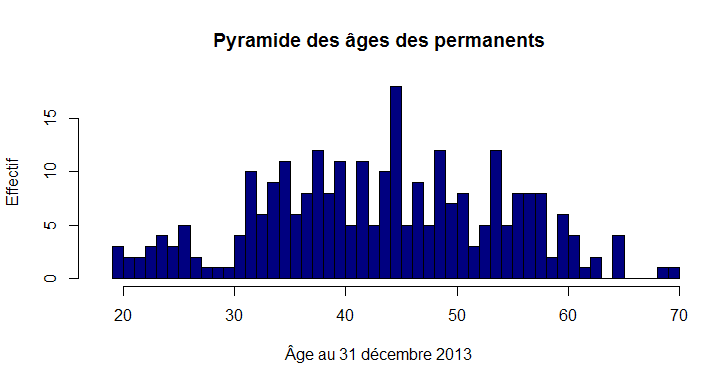 Pyramide des âges des permanents
Effectif
15
10
5
0
20 30 40 50 60 70
Âge au 31 décembre 2013